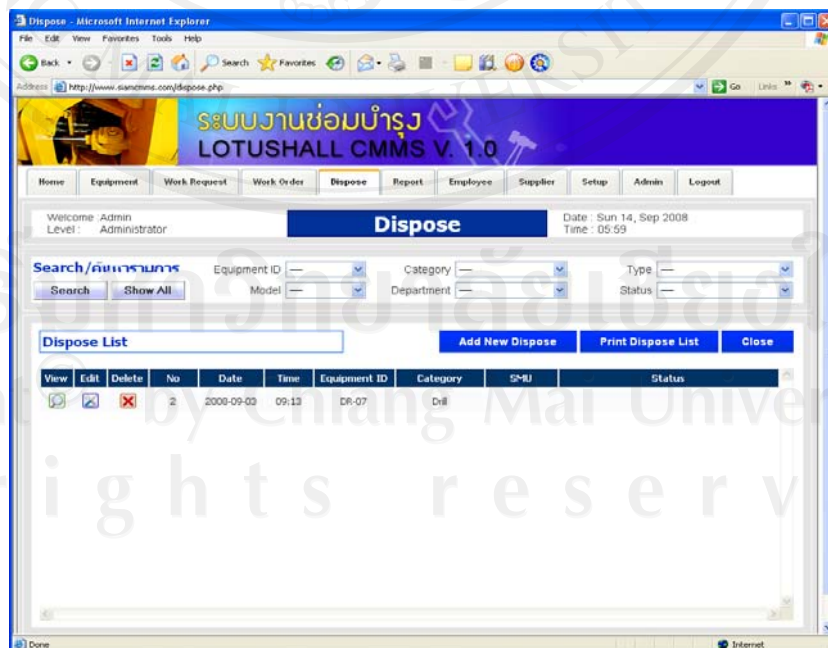 Dispose - Microsoft Internet Explorer
File Edit View Favorites Tools Help
Back Search Favorites
Address http://www.siamcmms.com/dispose.php Go Links
ระบบงานซ่อมบำรุง
LOTUSHALL CMMS V. 1.0
Home Equipment Work Request Work Order Dispose Report Employee Supplier Setup Admin Logout
Welcome : Admin Dispose Date : Sun 14, Sep 2008
Level : Administrator Time : 05:59
Search/ค้นหารายการ Equipment ID — Category — Type —
Search Show All Model — Department — Status —
Dispose List Add New Dispose Print Dispose List Close
View Edit Delete No Date Time Equipment ID Category SMU Status
2 2008-09-03 09:13 DR-07 Drill
by Chiang Mai Univer
rights reserv
Done Internet